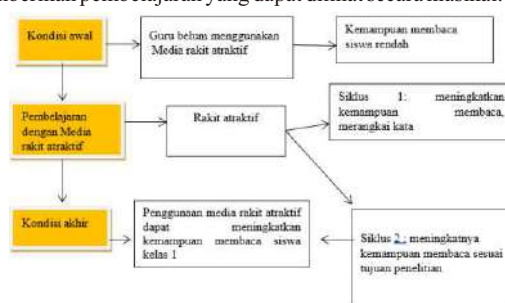 Kondisi awal
Guru belum menggunakan
Media rakit atraktif
Kemampuan membaca
siswa rendah
Pembelajaran
dengan Media
rakit atraktif
Rakit atraktif
Siklus 1: meningkatkan
kemampuan membaca,
merangkai kata
Kondisi akhir
Penggunaan media rakit atraktif
dapat meningkatkan
kemampuan membaca siswa
kelas 1
Siklus 2 : meningkatnya
kemampuan membaca sesuai
tujuan penelitian